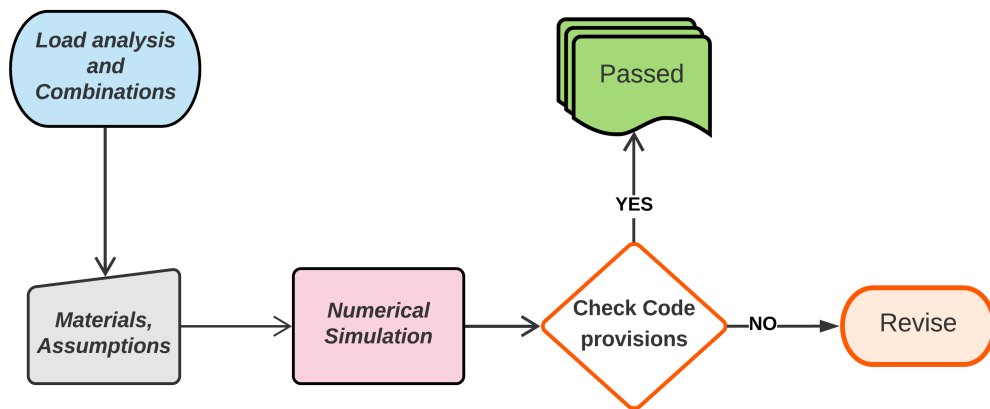 Load analysis
and
Combinations
Passed
YES
Materials,
Assumptions
Numerical
Simulation
Check Code
provisions
NO
Revise